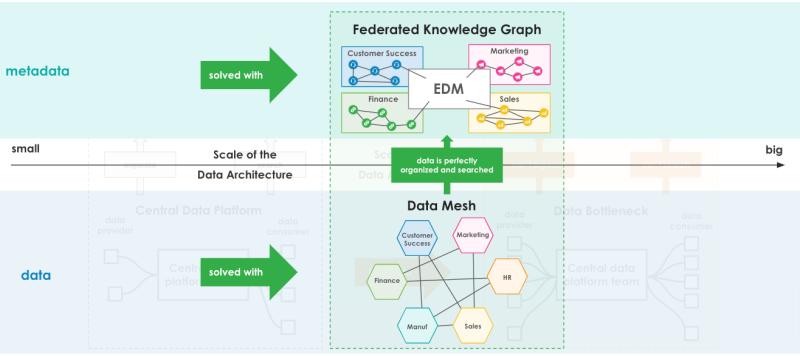 Federated Knowledge Graph
Customer Success
Marketing
metadata
solved with
EDM
Finance
Sales
small
big
Scale of the
Data Architecture
data is perfectly
organized and searched
Central Data Platform
Data Mesh
Data Bottleneck
data
provider
data
consumer
data
provider
data
consumer
Customer
Success
Marketing
data
solved with
Finance
HR
Central data
platform team
Manuf
Sales